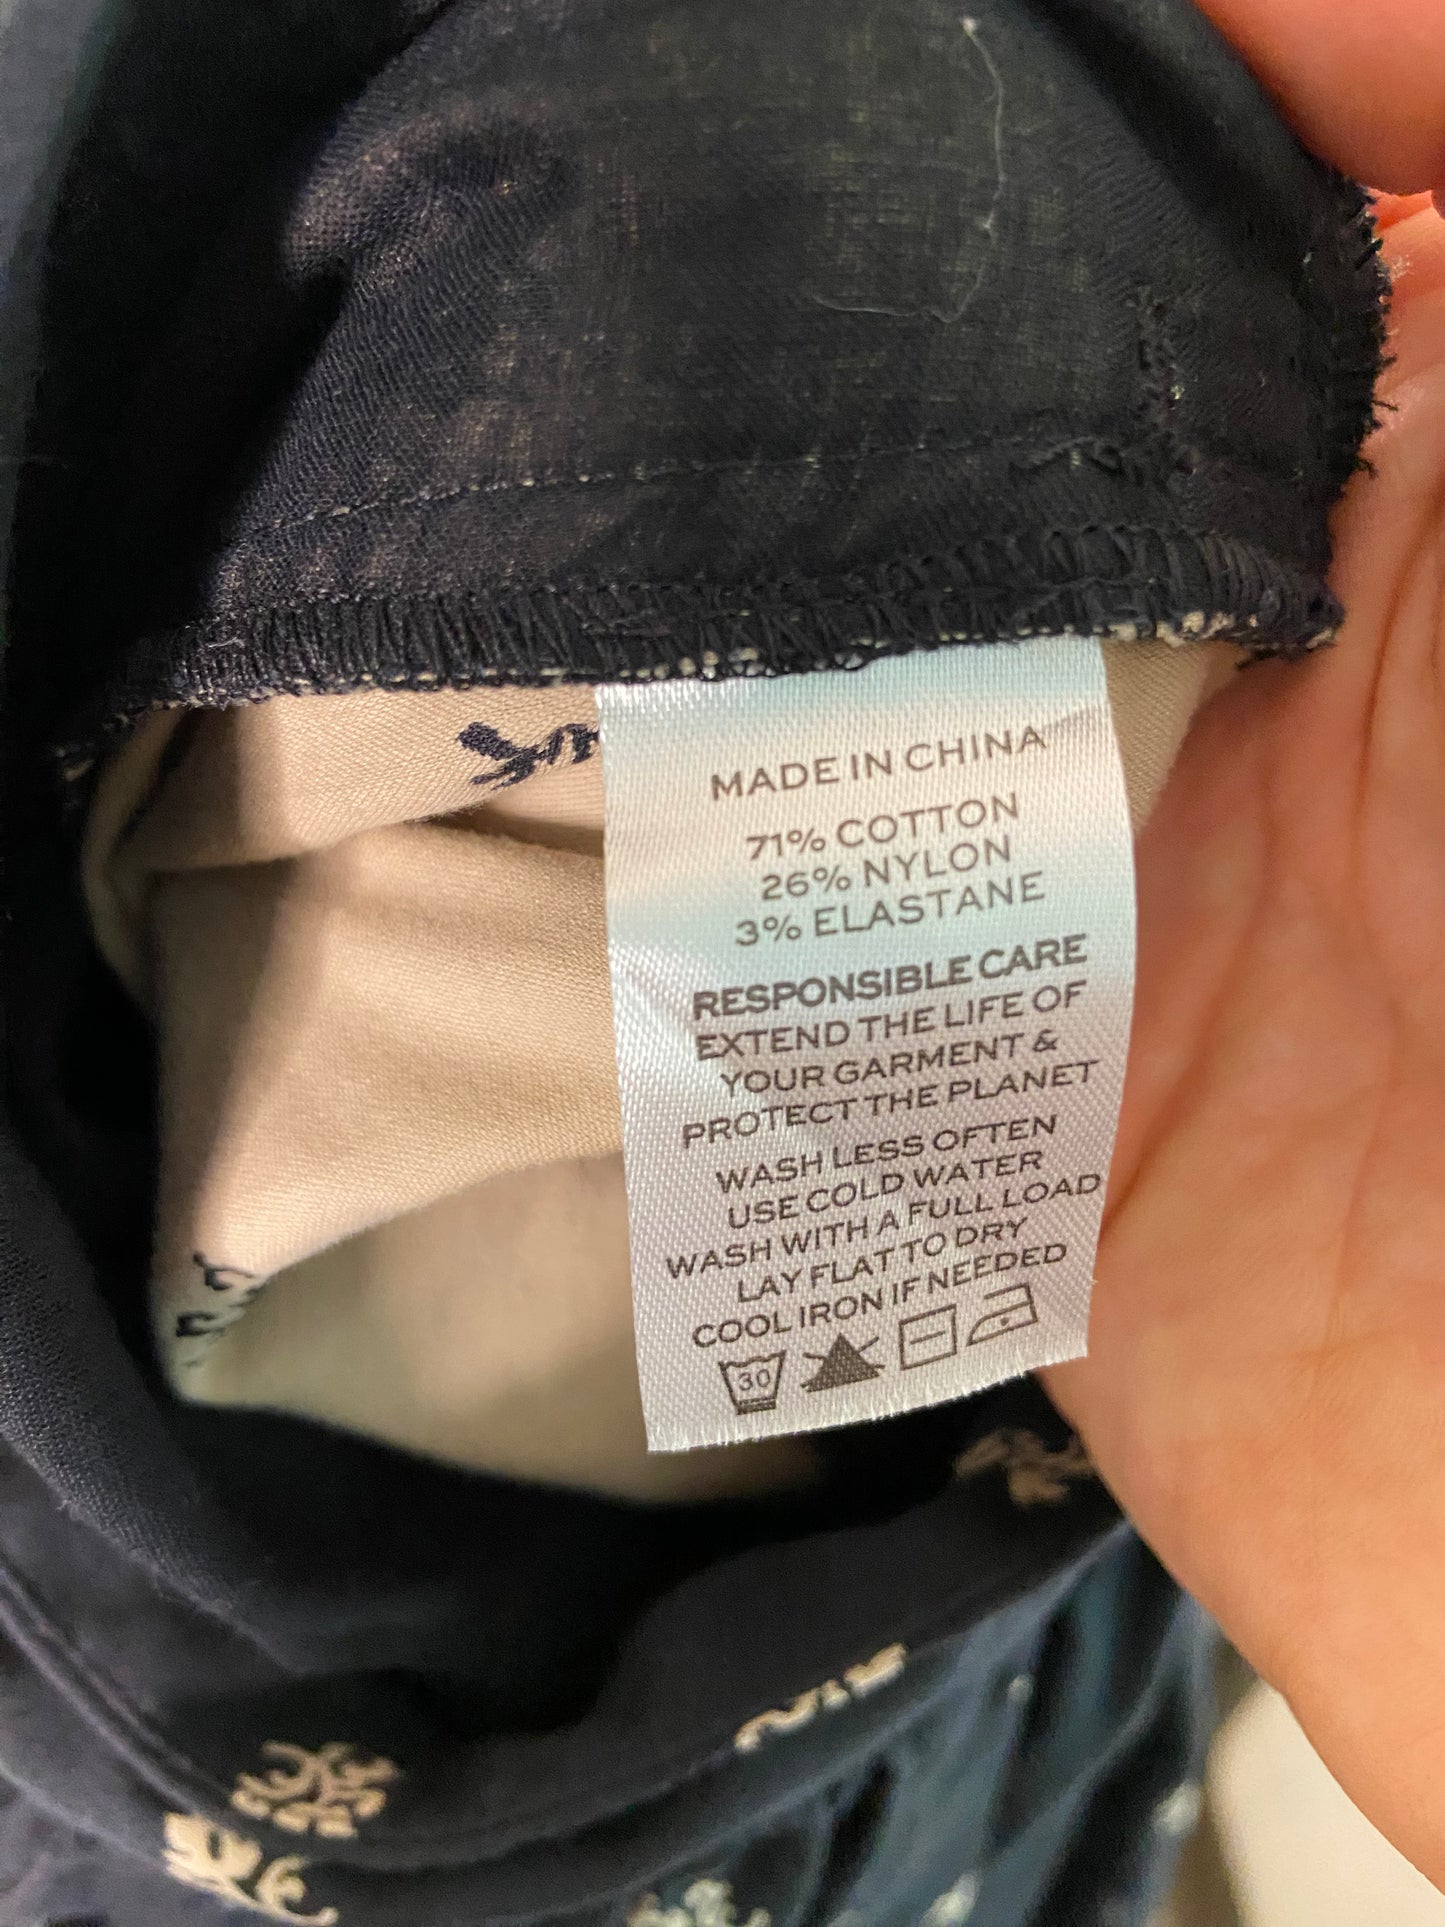 MADE IN CHINA
71% COTTON
26% NYLON
3% ELASTANE
RESPONSIBLE CARE
EXTEND THE LIFE OF
YOUR GARMENT &
PROTECT THE PLANET
WASH LESS OFTEN
USE COLD WATER
WASH WITH A FULL LOAD
LAY FLAT TO DRY
COOL IRON IF NEEDED
30